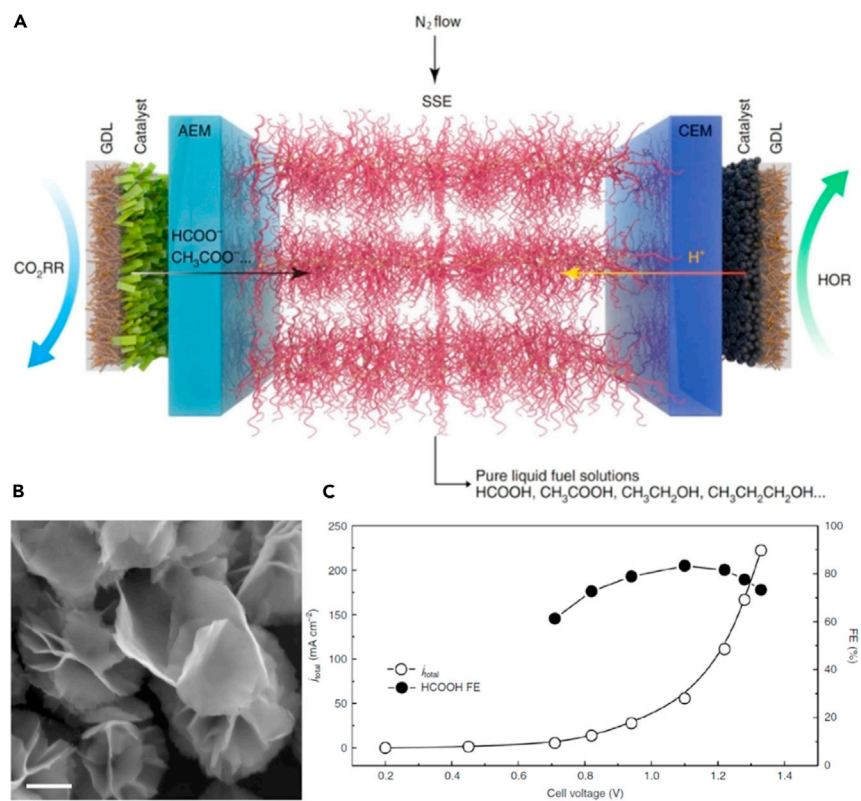 A
N₂ flow
SSE
GDL
Catalyst
AEM
CEM
Catalyst
GDL
HCOO⁻
CH₃COO⁻...
H⁺
CO₂RR
HOR
Pure liquid fuel solutions
HCOOH, CH₃COOH, CH₃CH₂OH, CH₃CH₂CH₂OH...
B
C
250
200
150
100
50
0
i_total (mA cm⁻²)
100
80
60
40
20
0
FE (%)
i_total
HCOOH FE
0.2
0.4
0.6
0.8
1.0
1.2
1.4
Cell voltage (V)